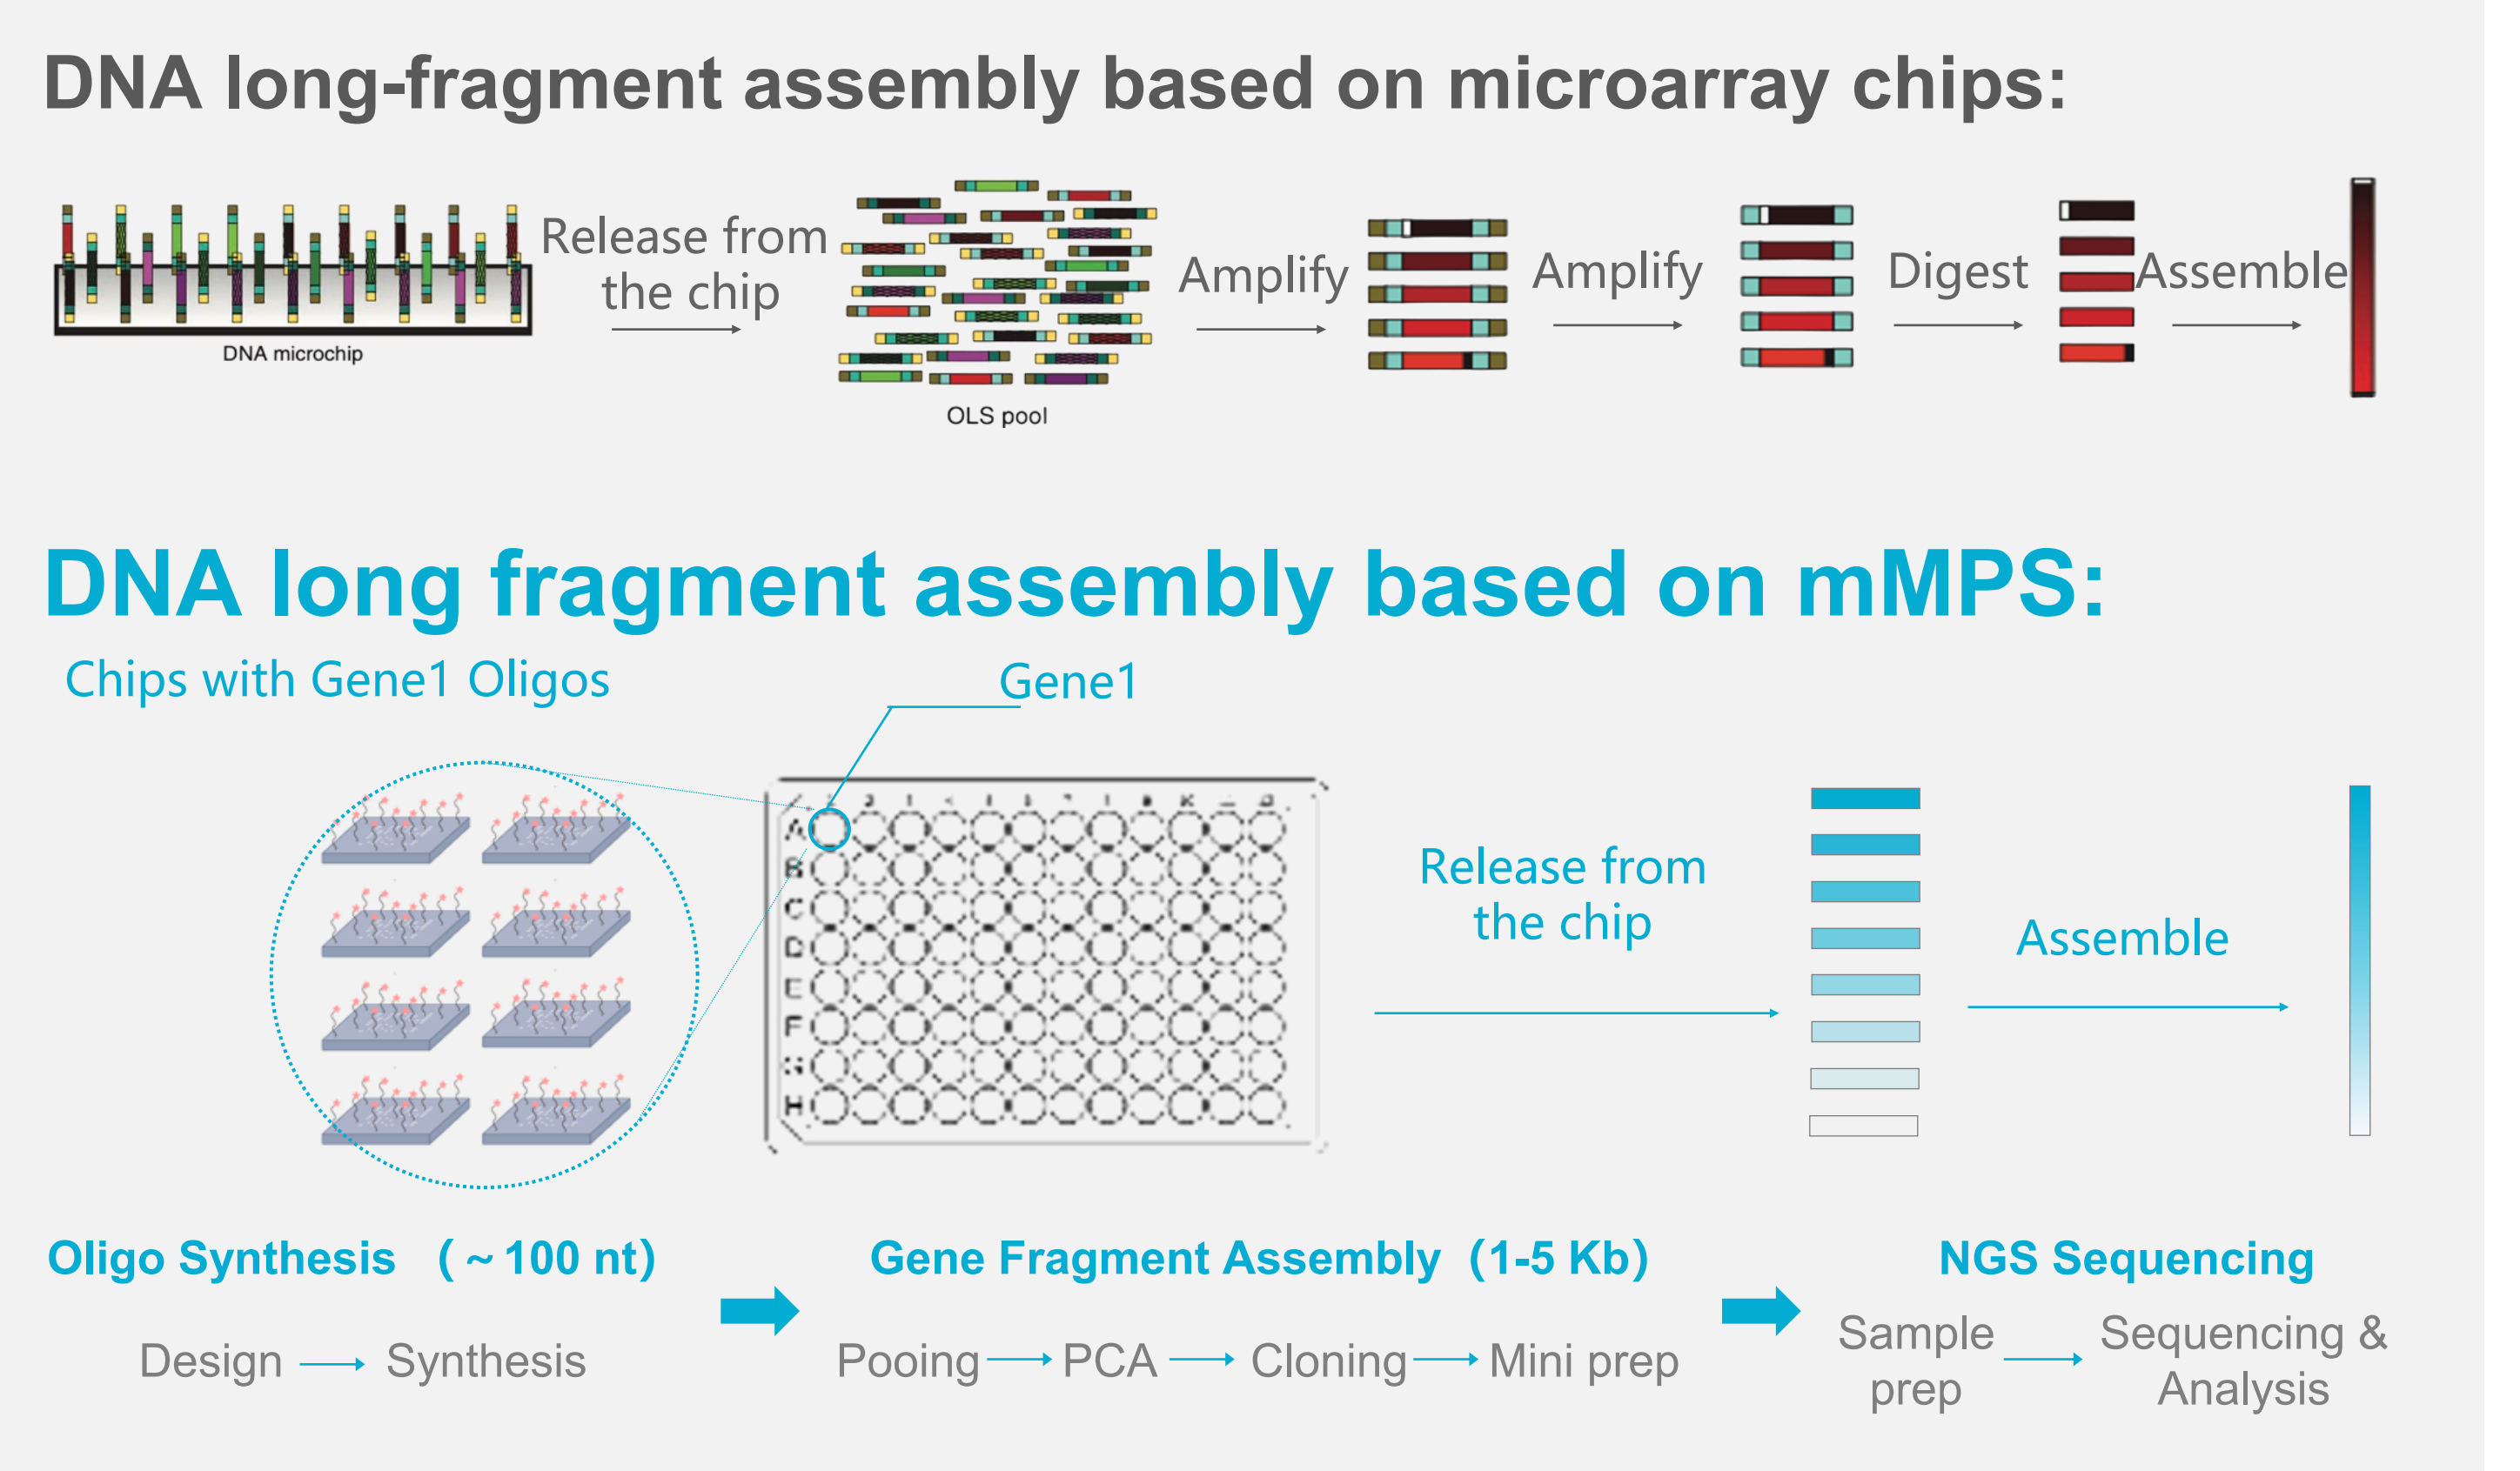 DNA long-fragment assembly based on microarray chips:
Release from
the chip
Amplify
Amplify
Digest
Assemble
DNA microchip
OLS pool
DNA long fragment assembly based on mMPS:
Chips with Gene1 Oligos
Gene1
A
B
C
D
E
F
H
Release from
the chip
Assemble
Oligo Synthesis (~100 nt)
Gene Fragment Assembly (1-5 Kb)
NGS Sequencing
Design
Synthesis
Pooing
PCA
Cloning
Mini prep
Sample
prep
Sequencing &
Analysis